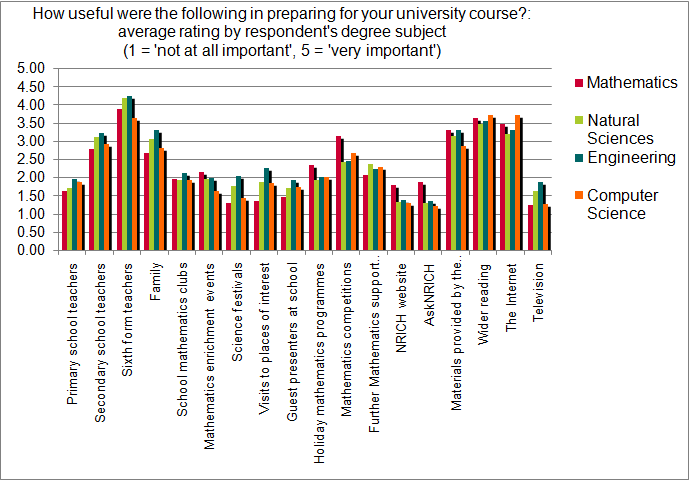 How useful were the following in preparing for your university course?:
average rating by respondent's degree subject
(1 = 'not at all important', 5 = 'very important')
5.00
4.50
4.00
3.50
3.00
2.50
2.00
1.50
1.00
0.50
0.00
Mathematics
Natural
Sciences
Engineering
Computer
Science
Primary school teachers
Secondary school teachers
Sixth form teachers
Family
School mathematics clubs
Mathematics enrichment events
Science festivals
Visits to places of interest
Guest presenters at school
Holiday mathematics programmes
Mathematics competitions
Further Mathematics support...
NRICH website
AskNRICH
Materials provided by the...
Wider reading
The Internet
Television